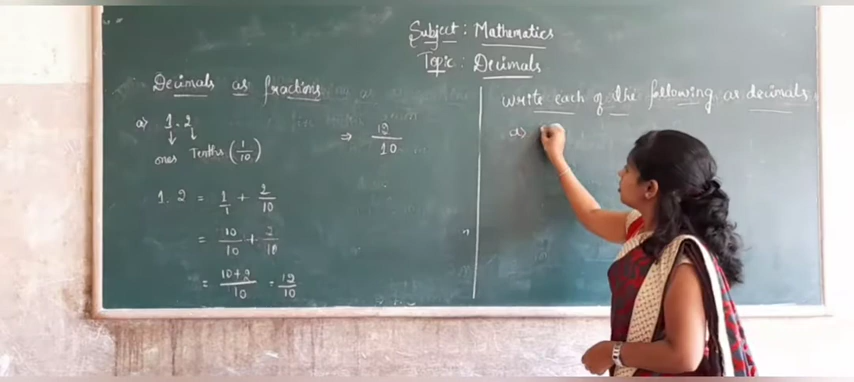 Subject : Mathematics
Topic : Decimals
Decimals as fractions
a) 1.2
ones Tenths (1/10)
⇒ 12/10
1.2 = 1/1 + 2/10
= 10/10 + 2/10
= 10+2/10 = 12/10
Write each of the following as decimals
a)